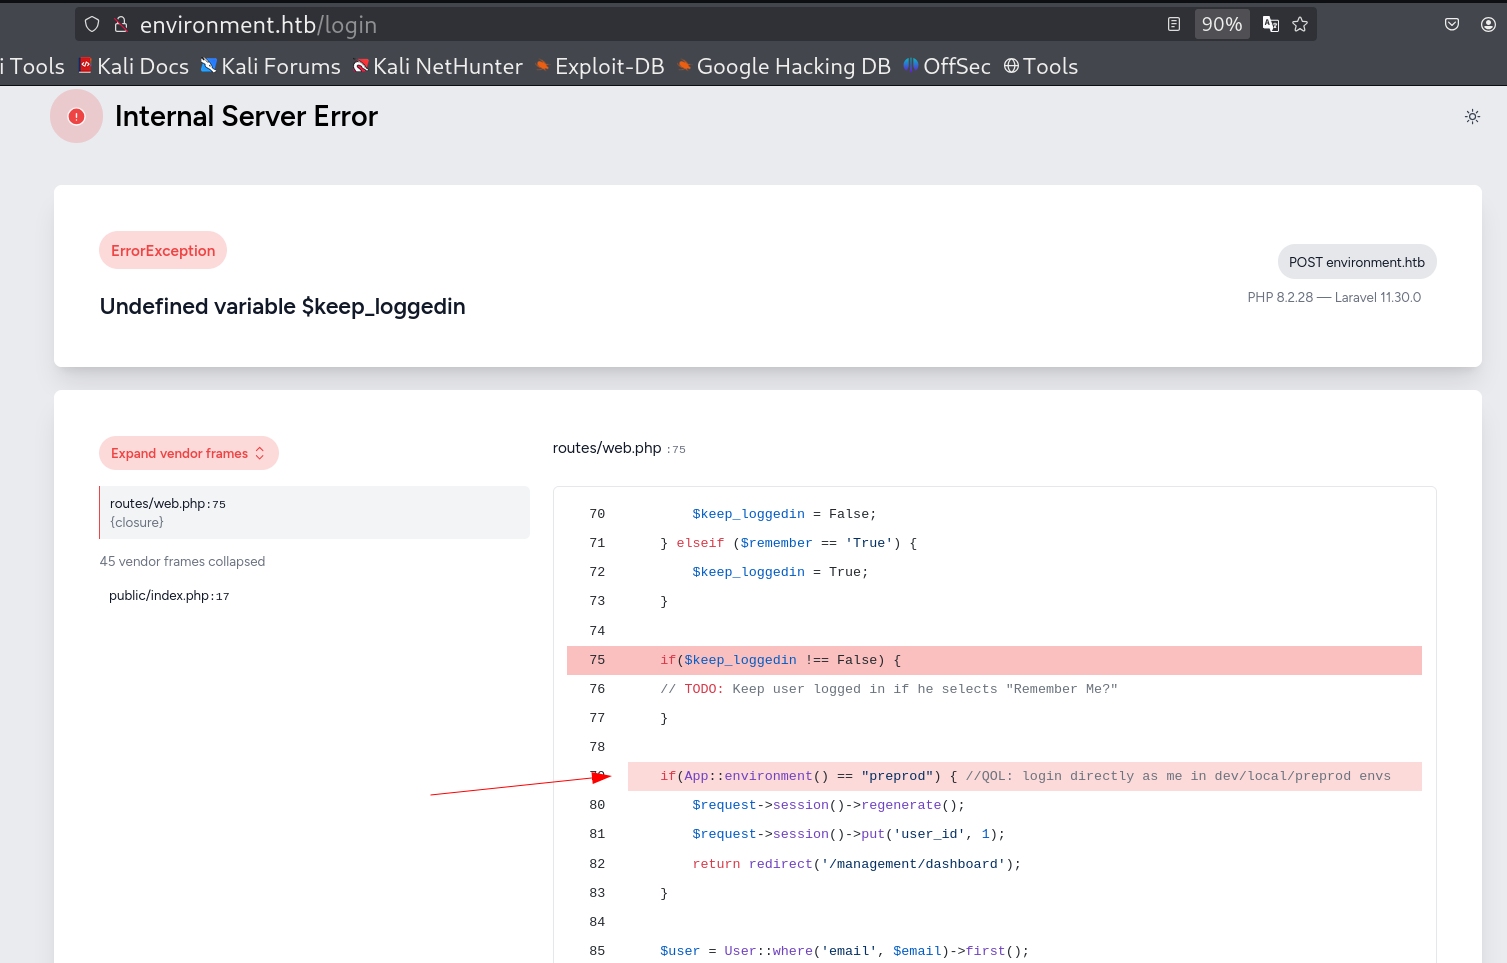 environment.htb/login
90%
i Tools Kali Docs Kali Forums Kali NetHunter Exploit-DB Google Hacking DB OffSec Tools
Internal Server Error
ErrorException
POST environment.htb
PHP 8.2.28 — Laravel 11.30.0
Undefined variable $keep_loggedin
Expand vendor frames
routes/web.php:75
{closure}
45 vendor frames collapsed
public/index.php:17
routes/web.php :75
70 $keep_loggedin = False;
71 } elseif ($remember == 'True') {
72 $keep_loggedin = True;
73 }
74
75 if($keep_loggedin !== False) {
76 // TODO: Keep user logged in if he selects "Remember Me?"
77 }
78
79 if(App::environment() == "preprod") { //QOL: login directly as me in dev/local/preprod envs
80 $request->session()->regenerate();
81 $request->session()->put('user_id', 1);
82 return redirect('/management/dashboard');
83 }
84
85 $user = User::where('email', $email)->first();